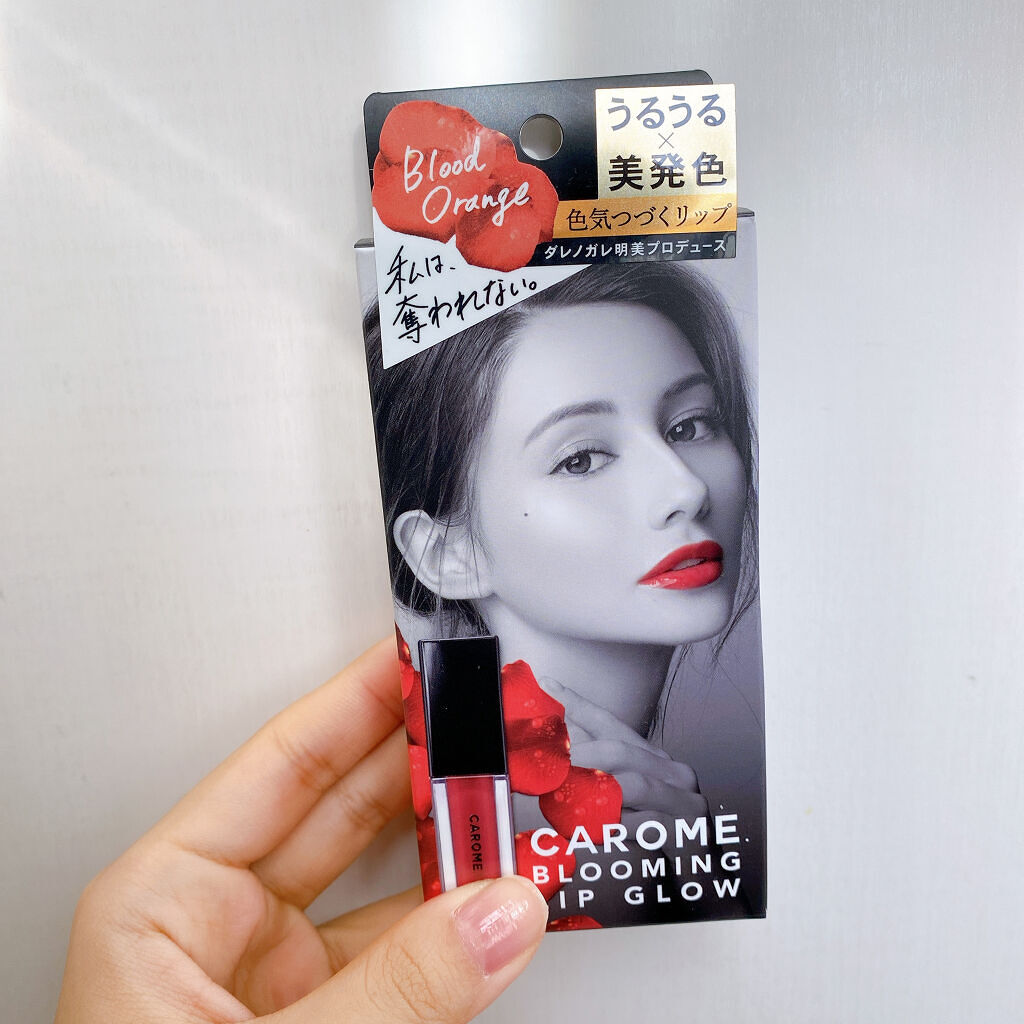 Blood
Orange
うるうる
×
美発色
色気つづくリップ
ダレノガレ明美プロデュース
私は、
奪われない。
CAROME
CAROME.
BLOOMING
LIP GLOW